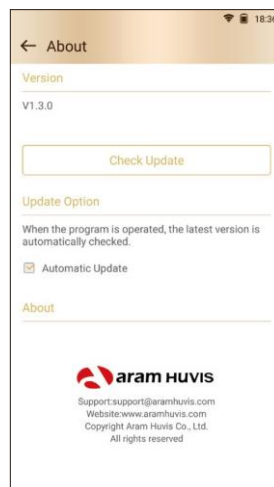 18:36
About
Version
V1.3.0
Check Update
Update Option
When the program is operated, the latest version is
automatically checked.
Automatic Update
About
aram HUVIS
Support:support@aramhuvis.com
Website:www.aramhuvis.com
Copyright Aram Huvis Co., Ltd.
All rights reserved